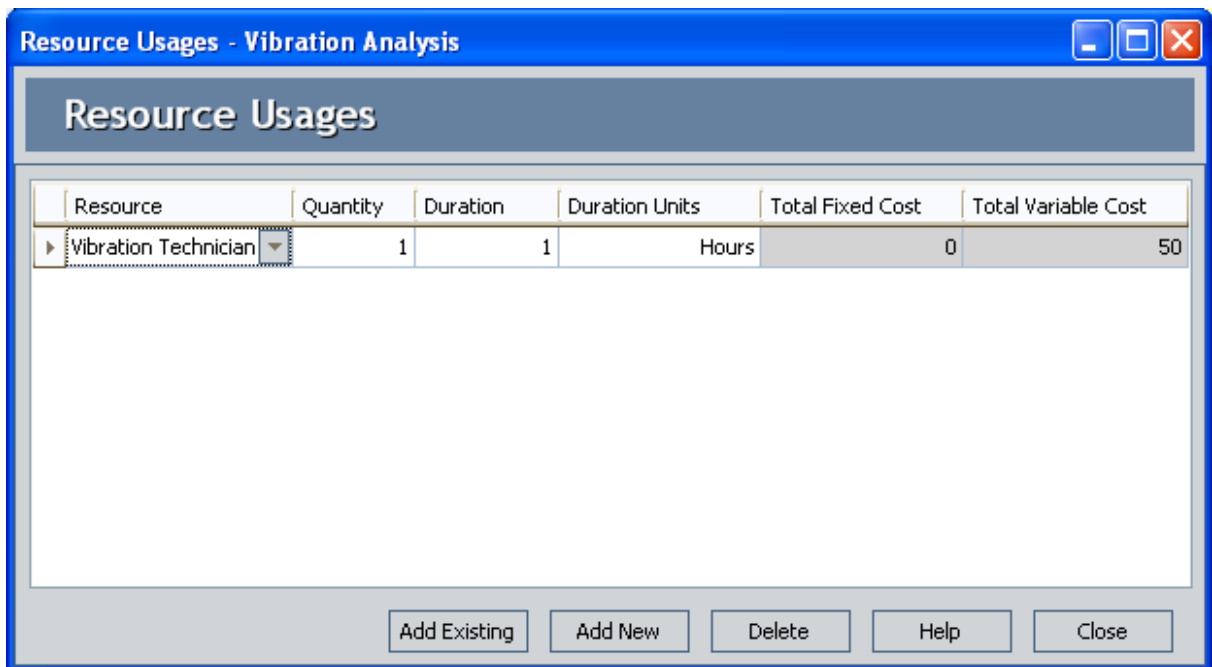 Resource Usages - Vibration Analysis
Resource Usages
Resource Quantity Duration Duration Units Total Fixed Cost Total Variable Cost
Vibration Technician 1 1 Hours 0 50
Add Existing Add New Delete Help Close